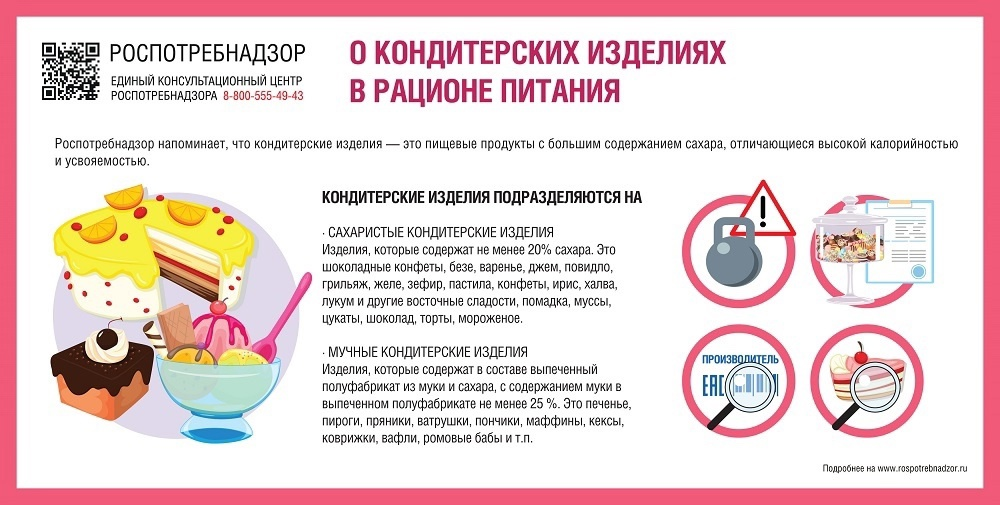 РОСПОТРЕБНАДЗОР
ЕДИНЫЙ КОНСУЛЬТАЦИОННЫЙ ЦЕНТР
РОСПОТРЕБНАДЗОРА 8-800-555-49-43
О КОНДИТЕРСКИХ ИЗДЕЛИЯХ
В РАЦИОНЕ ПИТАНИЯ
Роспотребнадзор напоминает, что кондитерские изделия — это пищевые продукты с большим содержанием сахара, отличающиеся высокой калорийностью
и усвояемостью.
КОНДИТЕРСКИЕ ИЗДЕЛИЯ ПОДРАЗДЕЛЯЮТСЯ НА
· САХАРИСТЫЕ КОНДИТЕРСКИЕ ИЗДЕЛИЯ
Изделия, которые содержат не менее 20% сахара. Это
шоколадные конфеты, безе, варенье, джем, повидло,
грильяж, желе, зефир, пастила, конфеты, ирис, халва,
лукум и другие восточные сладости, помадка, муссы,
цукаты, шоколад, торты, мороженое.
· МУЧНЫЕ КОНДИТЕРСКИЕ ИЗДЕЛИЯ
Изделия, которые содержат в составе выпеченный
полуфабрикат из муки и сахара, с содержанием муки в
выпеченном полуфабрикате не менее 25 %. Это печенье,
пироги, пряники, ватрушки, пончики, маффины, кексы,
коврижки, вафли, ромовые бабы и т.п.
!
ПРОИЗВОДИТЕЛЬ
ЕАС
Подробнее на www.rospotrebnadzor.ru